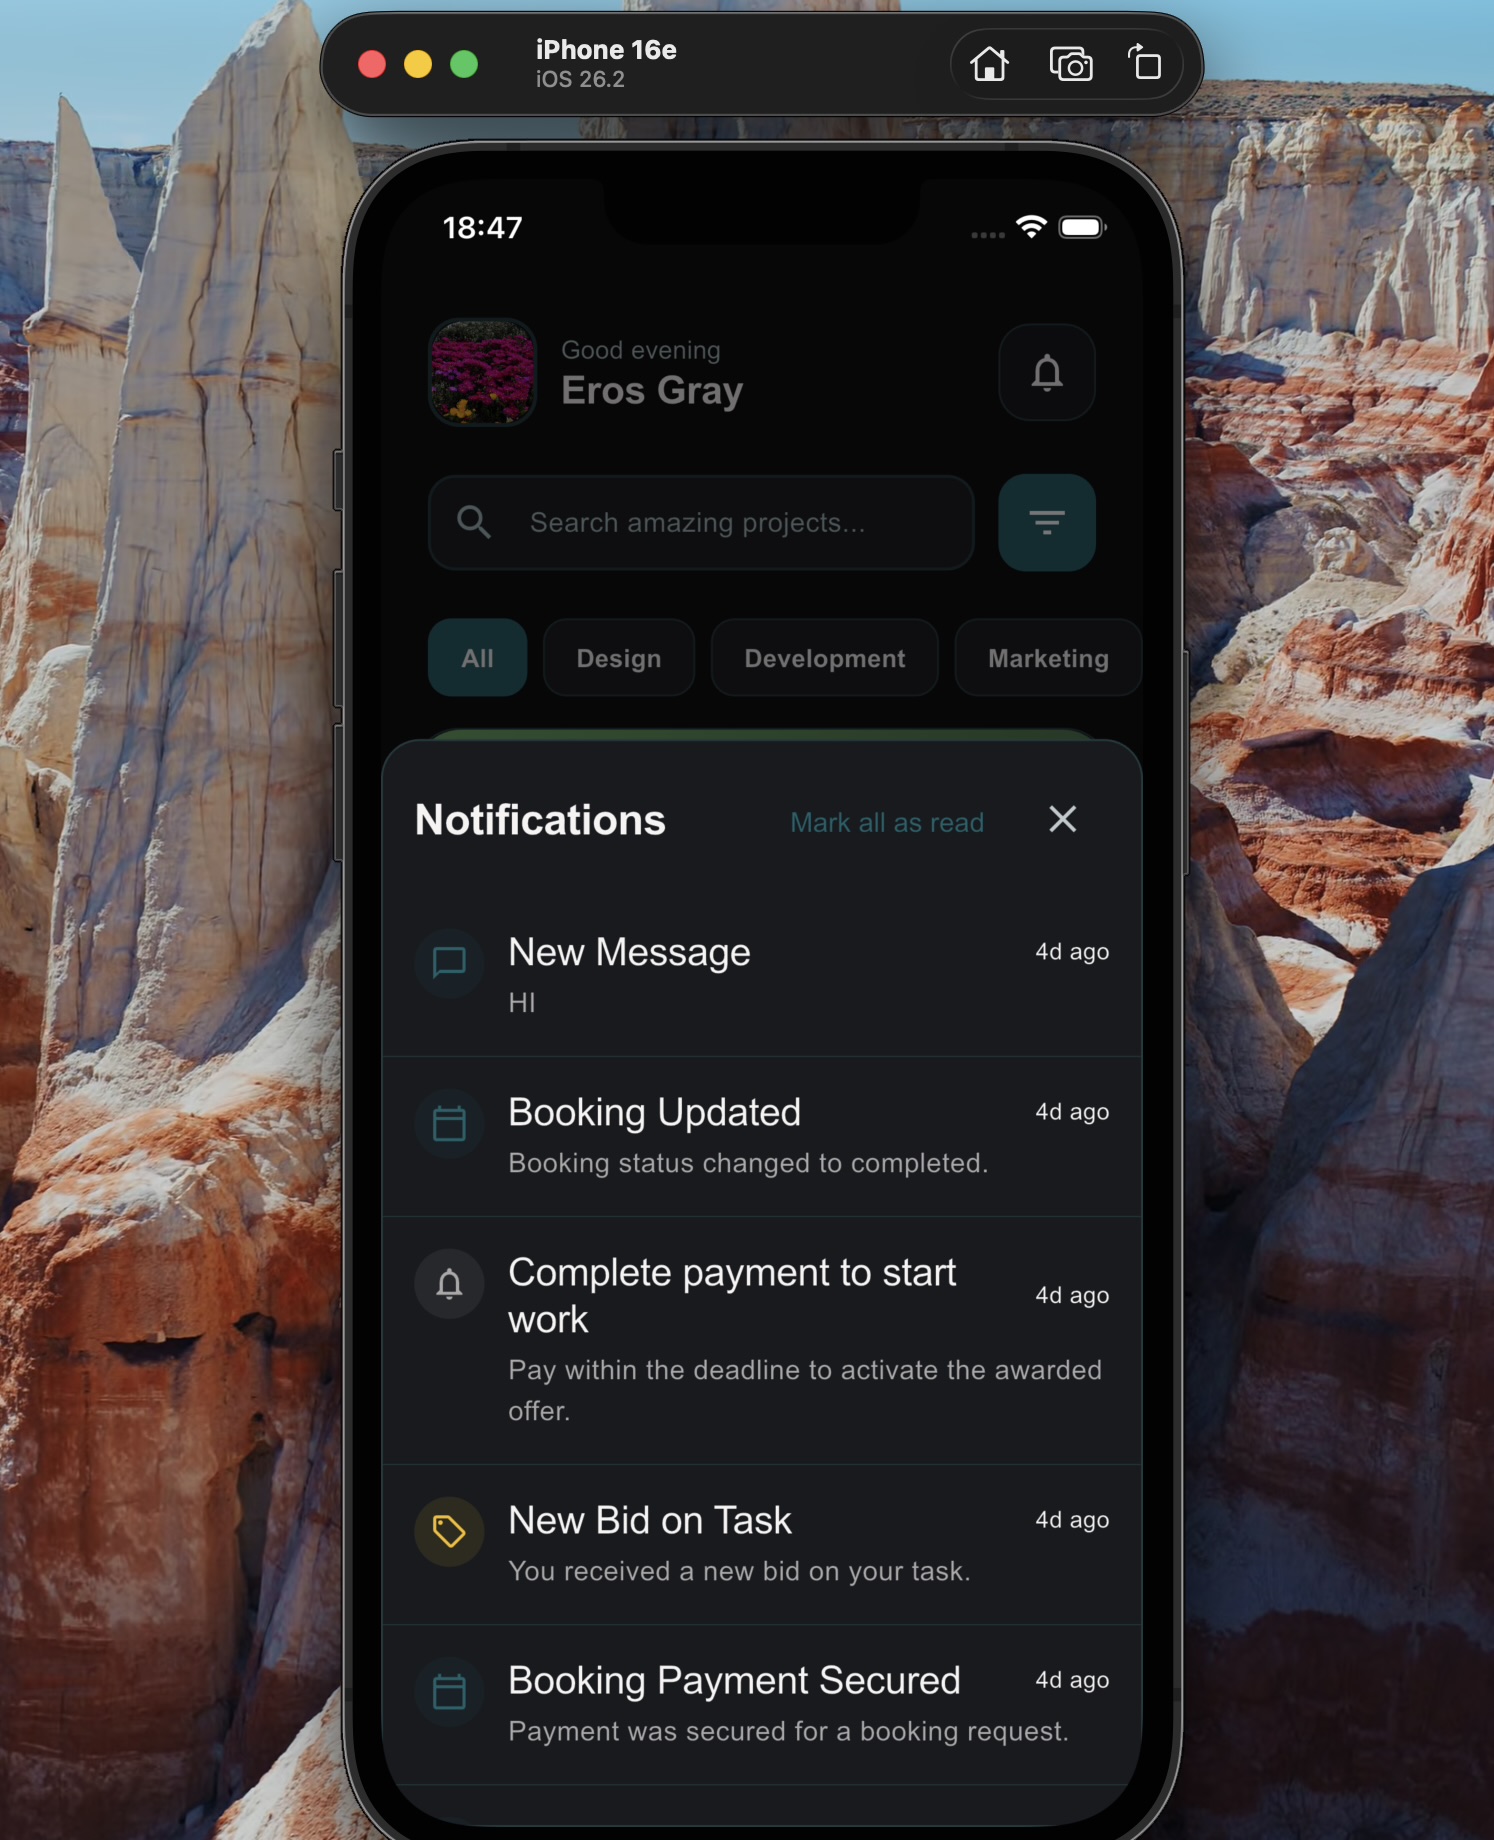 iPhone 16e
iOS 26.2
18:47
Good evening
Eros Gray
Search amazing projects...
All
Design
Development
Marketing
Notifications
Mark all as read
New Message
4d ago
HI
Booking Updated
4d ago
Booking status changed to completed.
Complete payment to start
work
4d ago
Pay within the deadline to activate the awarded
offer.
New Bid on Task
4d ago
You received a new bid on your task.
Booking Payment Secured
4d ago
Payment was secured for a booking request.